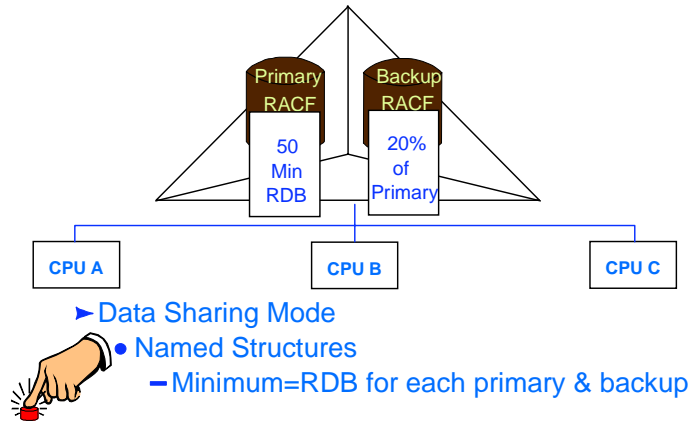 Primary
RACF
Backup
RACF
50
Min
RDB
20%
of
Primary
CPU A
CPU B
CPU C
➤ Data Sharing Mode
• Named Structures
– Minimum=RDB for each primary & backup